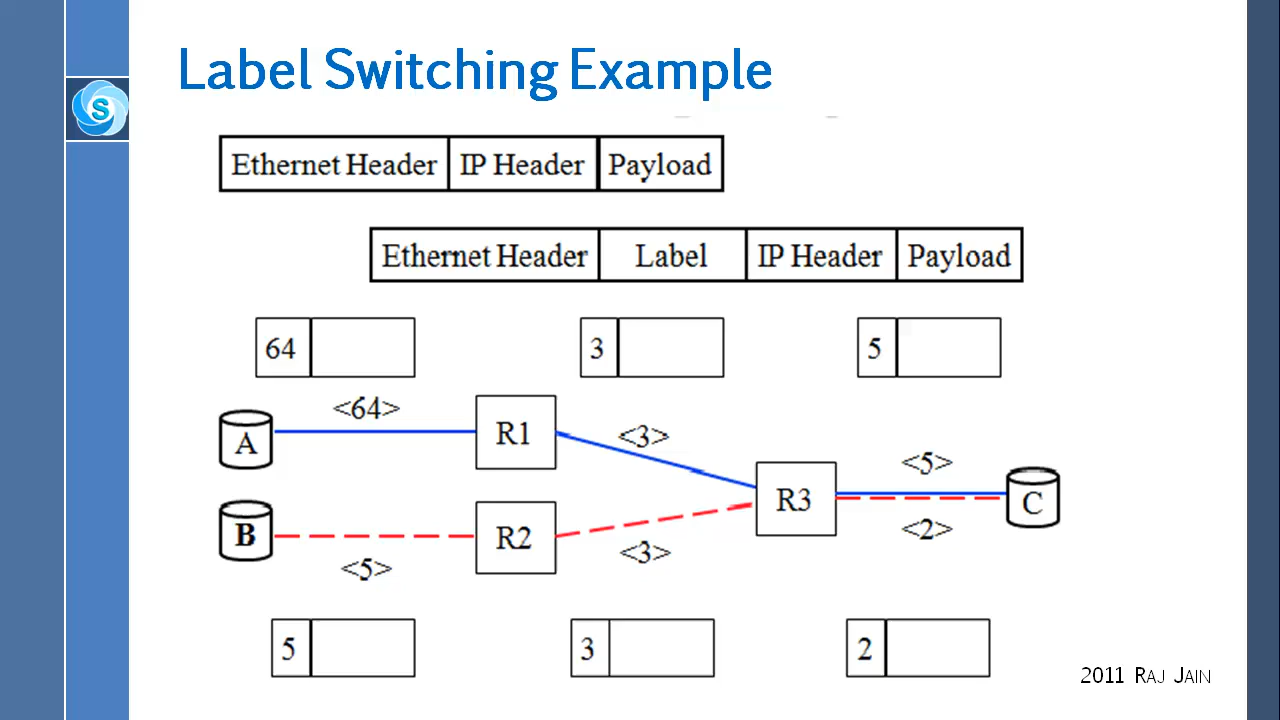 Label Switching Example
S
Ethernet Header IP Header Payload
Ethernet Header Label IP Header Payload
64 3 5
<64>
A R1 <3>
<5>
R3 C
B R2 <2>
<5> <3>
5 3 2
2011 RAJ JAIN